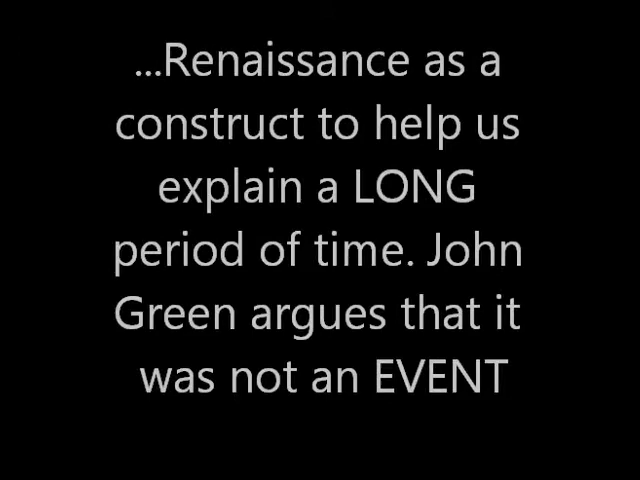 ...Renaissance as a
construct to help us
explain a LONG
period of time. John
Green argues that it
was not an EVENT